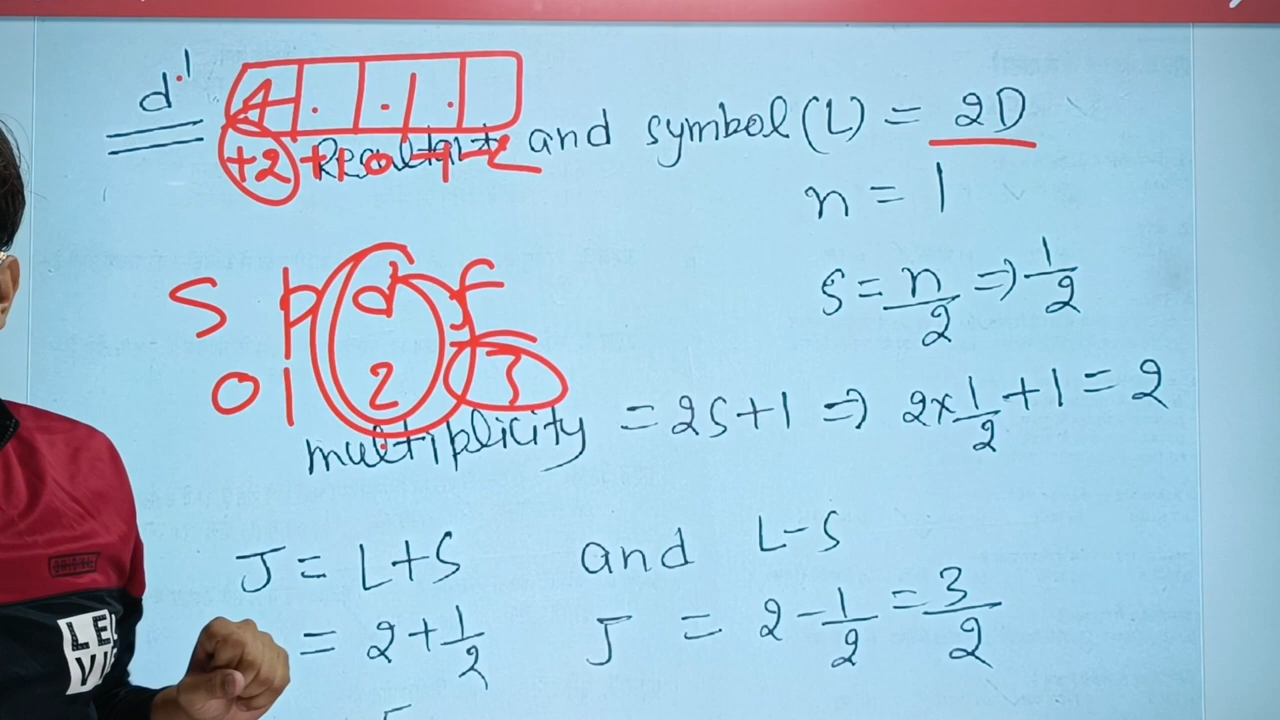 d¹
+2 +1 0 -1 -2
Resultant and symbol (L) = 2D
n = 1
S = n/2 => 1/2
s p d f
0 1 2 3
multiplicity = 2S+1 => 2×1/2+1 = 2
J = L+S and L-S
= 2+1/2 J = 2-1/2 = 3/2